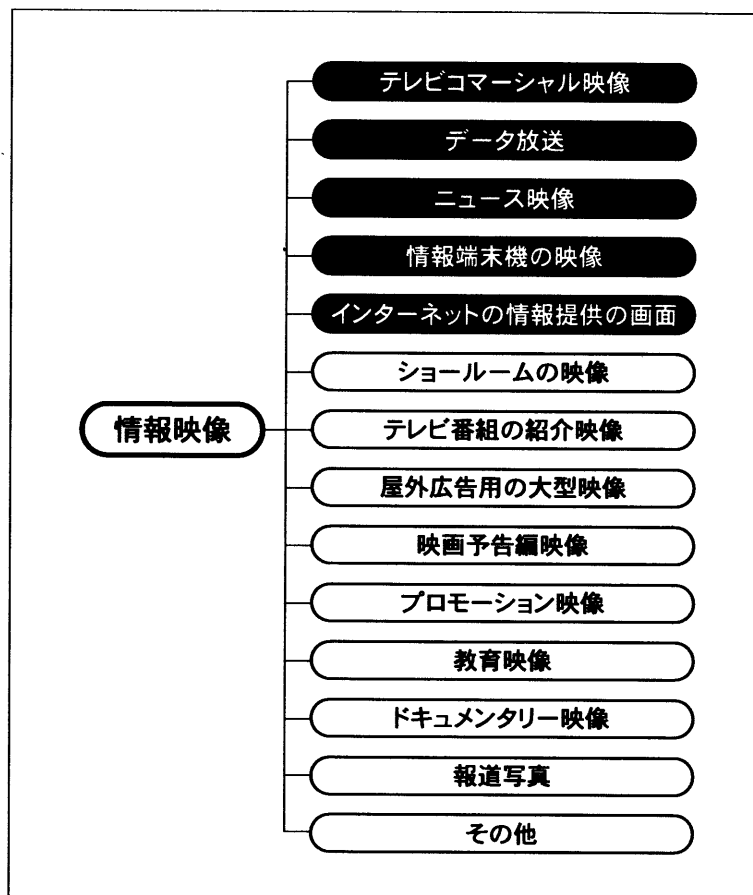 テレビコマーシャル映像
データ放送
ニュース映像
情報端末機の映像
インターネットの情報提供の画面
ショールームの映像
情報映像
テレビ番組の紹介映像
屋外広告用の大型映像
映画予告編映像
プロモーション映像
教育映像
ドキュメンタリー映像
報道写真
その他